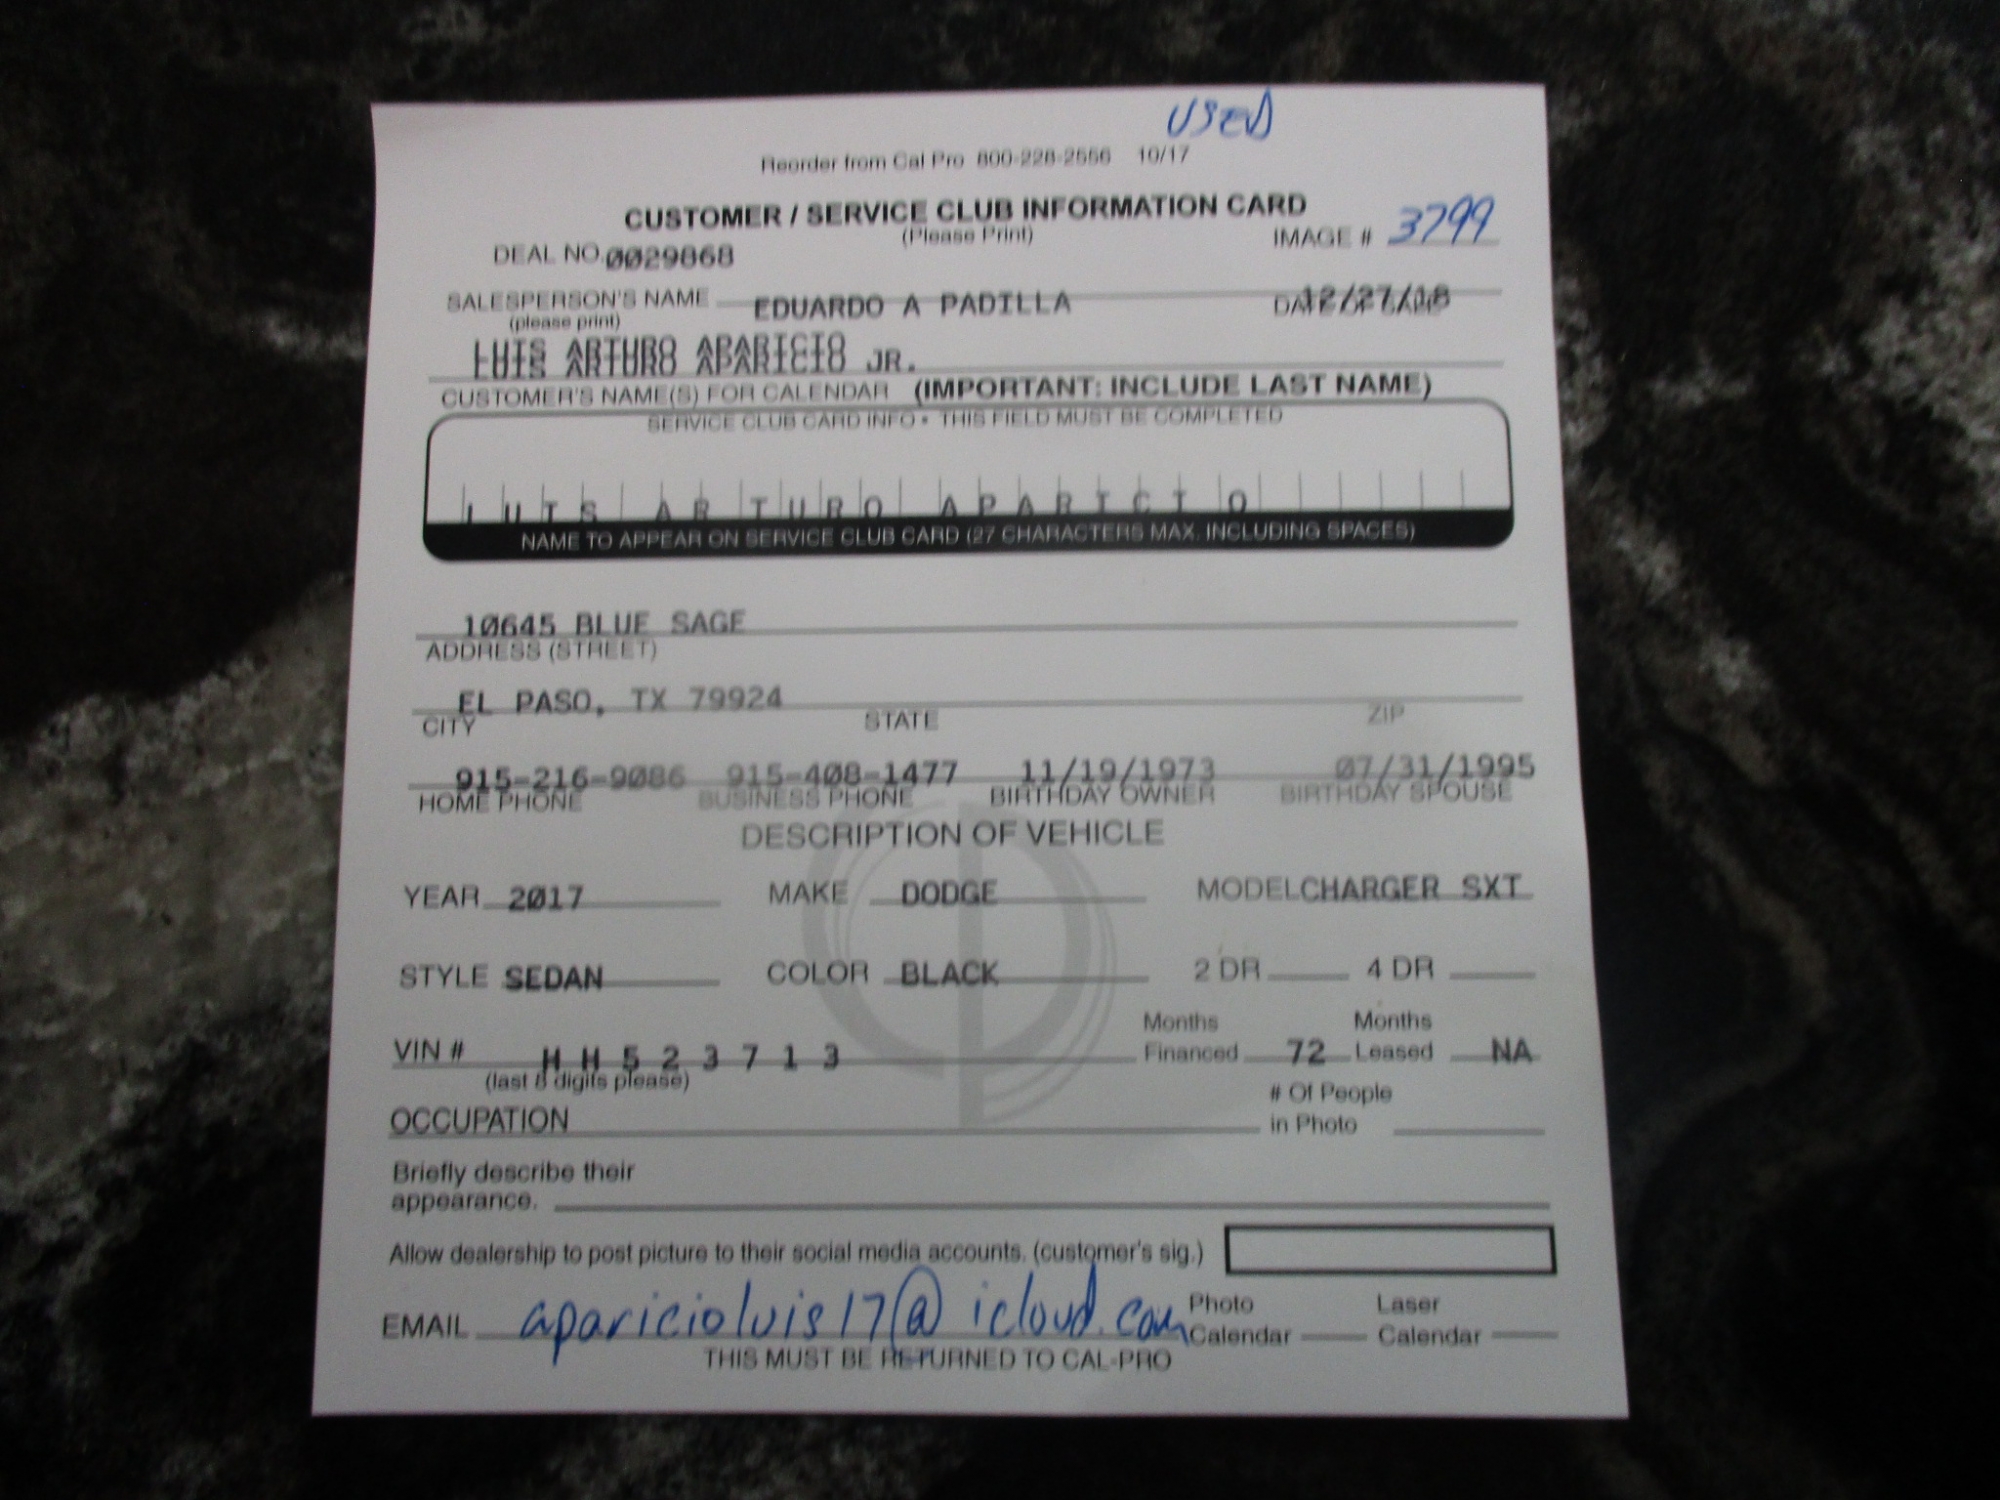 USED
Reorder from Cal Pro 800-228-2556 10/17
CUSTOMER / SERVICE CLUB INFORMATION CARD
(Please Print)
DEAL NO. 0029868
IMAGE # 3799
SALESPERSON'S NAME EDUARDO A PADILLA
(please print)
12/27/18
LUIS ARTURO APARICIO
LUIS ARTURO APARICIO JR.
CUSTOMER'S NAME(S) FOR CALENDAR (IMPORTANT: INCLUDE LAST NAME)
SERVICE CLUB CARD INFO • THIS FIELD MUST BE COMPLETED
LUIS ARTURO APARICIO
NAME TO APPEAR ON SERVICE CLUB CARD (27 CHARACTERS MAX. INCLUDING SPACES)
10645 BLUE SAGE
ADDRESS (STREET)
EL PASO, TX 79924
CITY STATE ZIP
915-216-9086 915-408-1477 11/19/1973 07/31/1995
HOME PHONE BUSINESS PHONE BIRTHDAY OWNER BIRTHDAY SPOUSE
DESCRIPTION OF VEHICLE
YEAR 2017 MAKE DODGE MODEL CHARGER SXT
STYLE SEDAN COLOR BLACK 2 DR 4 DR
VIN # HH523713 Months Financed 72 Months Leased NA
(last 8 digits please)
OCCUPATION # Of People in Photo
Briefly describe their
appearance.
Allow dealership to post picture to their social media accounts. (customer's sig.)
EMAIL aparicioluis17@icloud.com Photo Calendar Laser Calendar
THIS MUST BE RETURNED TO CAL-PRO